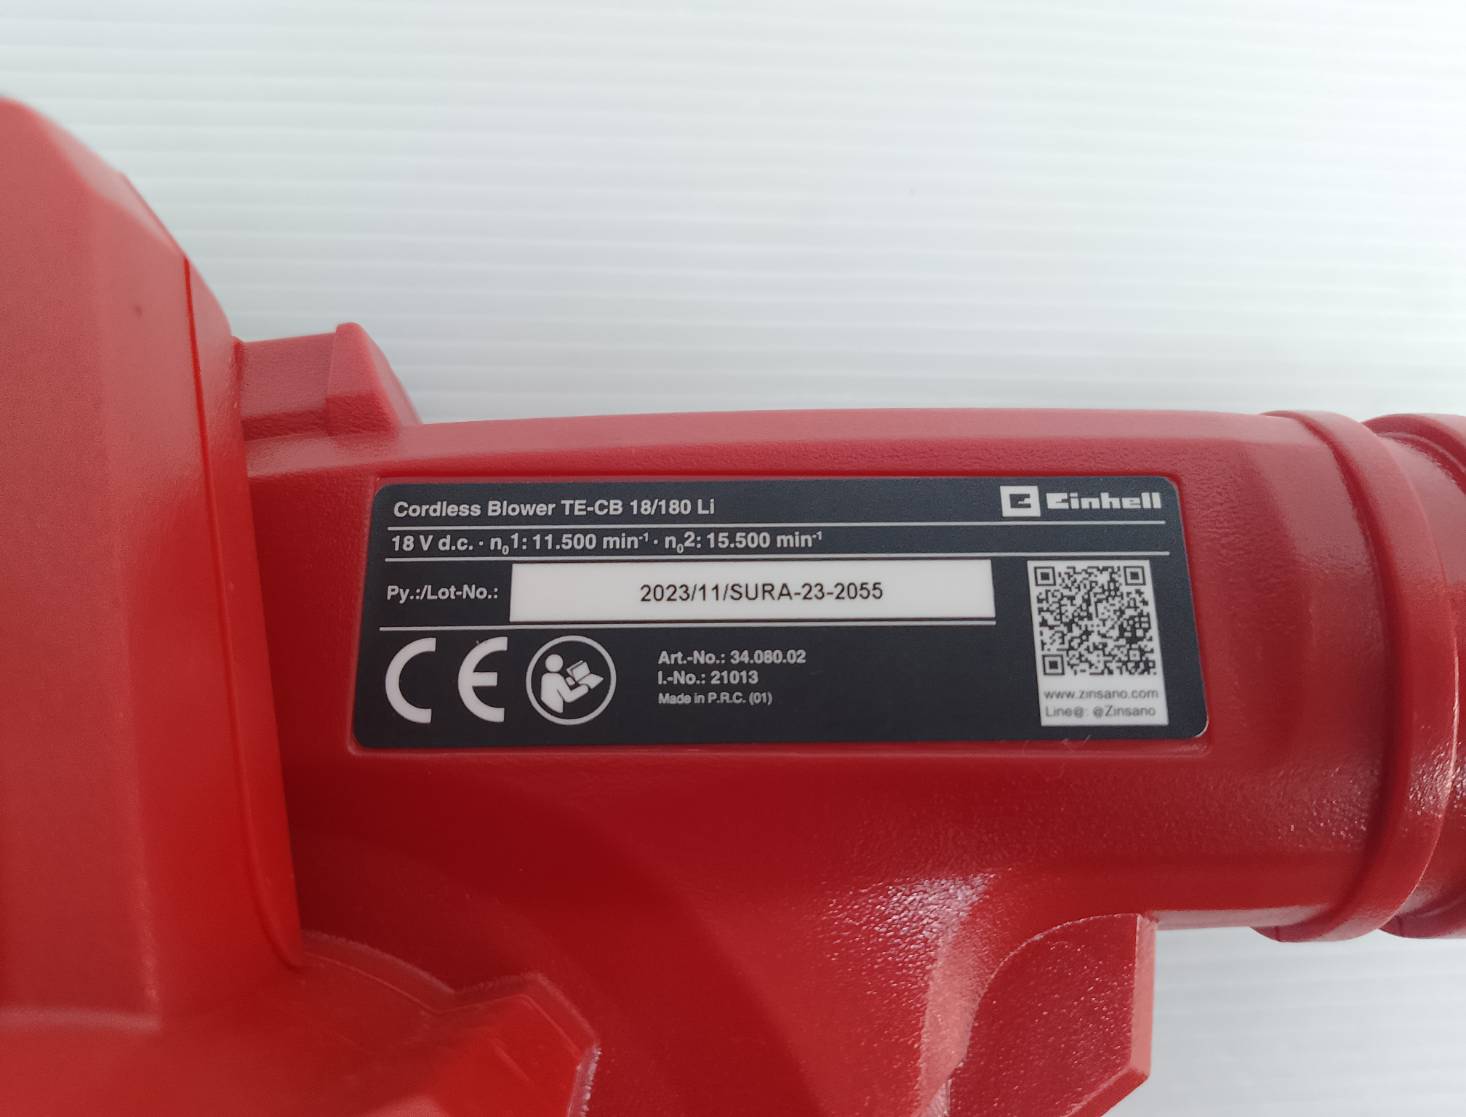 Cordless Blower TE-CB 18/180 Li
Einhell
18 V d.c. · n₀1: 11.500 min⁻¹ · n₀2: 15.500 min⁻¹
Py.:/Lot-No.: 2023/11/SURA-23-2055
CE
Art.-No.: 34.080.02
I.-No.: 21013
Made in P.R.C. (01)
www.zinsano.com
Line@: @Zinsano